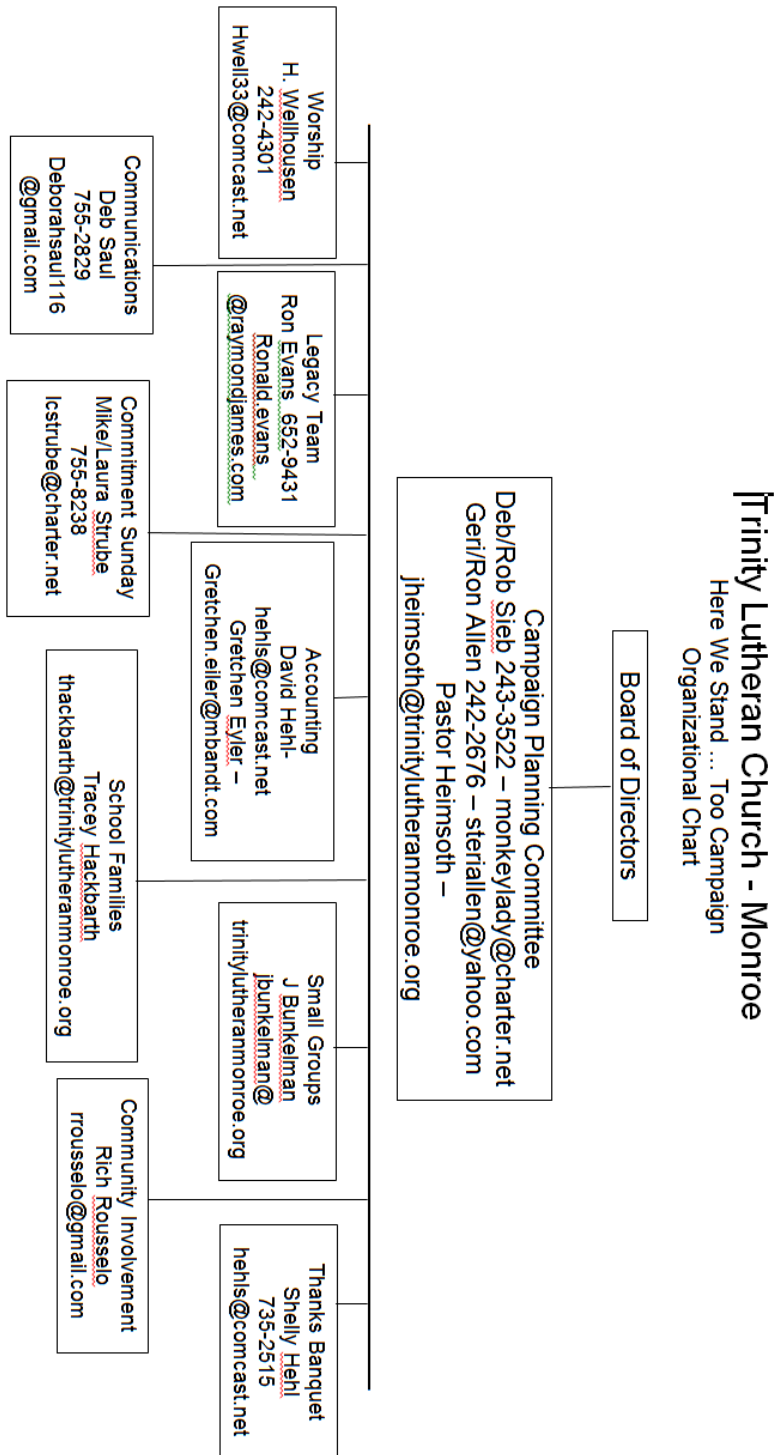 Trinity Lutheran Church - Monroe
Here We Stand ... Too Campaign
Organizational Chart
Board of Directors
Campaign Planning Committee
Deb/Rob Sieb 243-3522 – monkeylady@charter.net
Geri/Ron Allen 242-2676 – steriallen@yahoo.com
Pastor Heimsoth –
jheimsoth@trinitylutheranmonroe.org
Worship
H. Wellhousen
242-4301
Hwell33@comcast.net
Legacy Team
Ron Evans 652-9431
Ronald.evans
@raymondjames.com
Accounting
David Hehl-
hehls@comcast.net
Gretchen Eyler –
Gretchen.eiler@mbandt.com
Small Groups
J Bunkelman
jbunkelman@
trinitylutheranmonroe.org
Thanks Banquet
Shelly Hehl
735-2515
hehls@comcast.net
Communications
Deb Saul
755-2829
Deborahsaul116
@gmail.com
Commitment Sunday
Mike/Laura Strube
755-8238
lcstrube@charter.net
School Families
Tracey Hackbarth
thackbarth@trinitylutheranmonroe.org
Community Involvement
Rich Rousselo
rrousselo@gmail.com